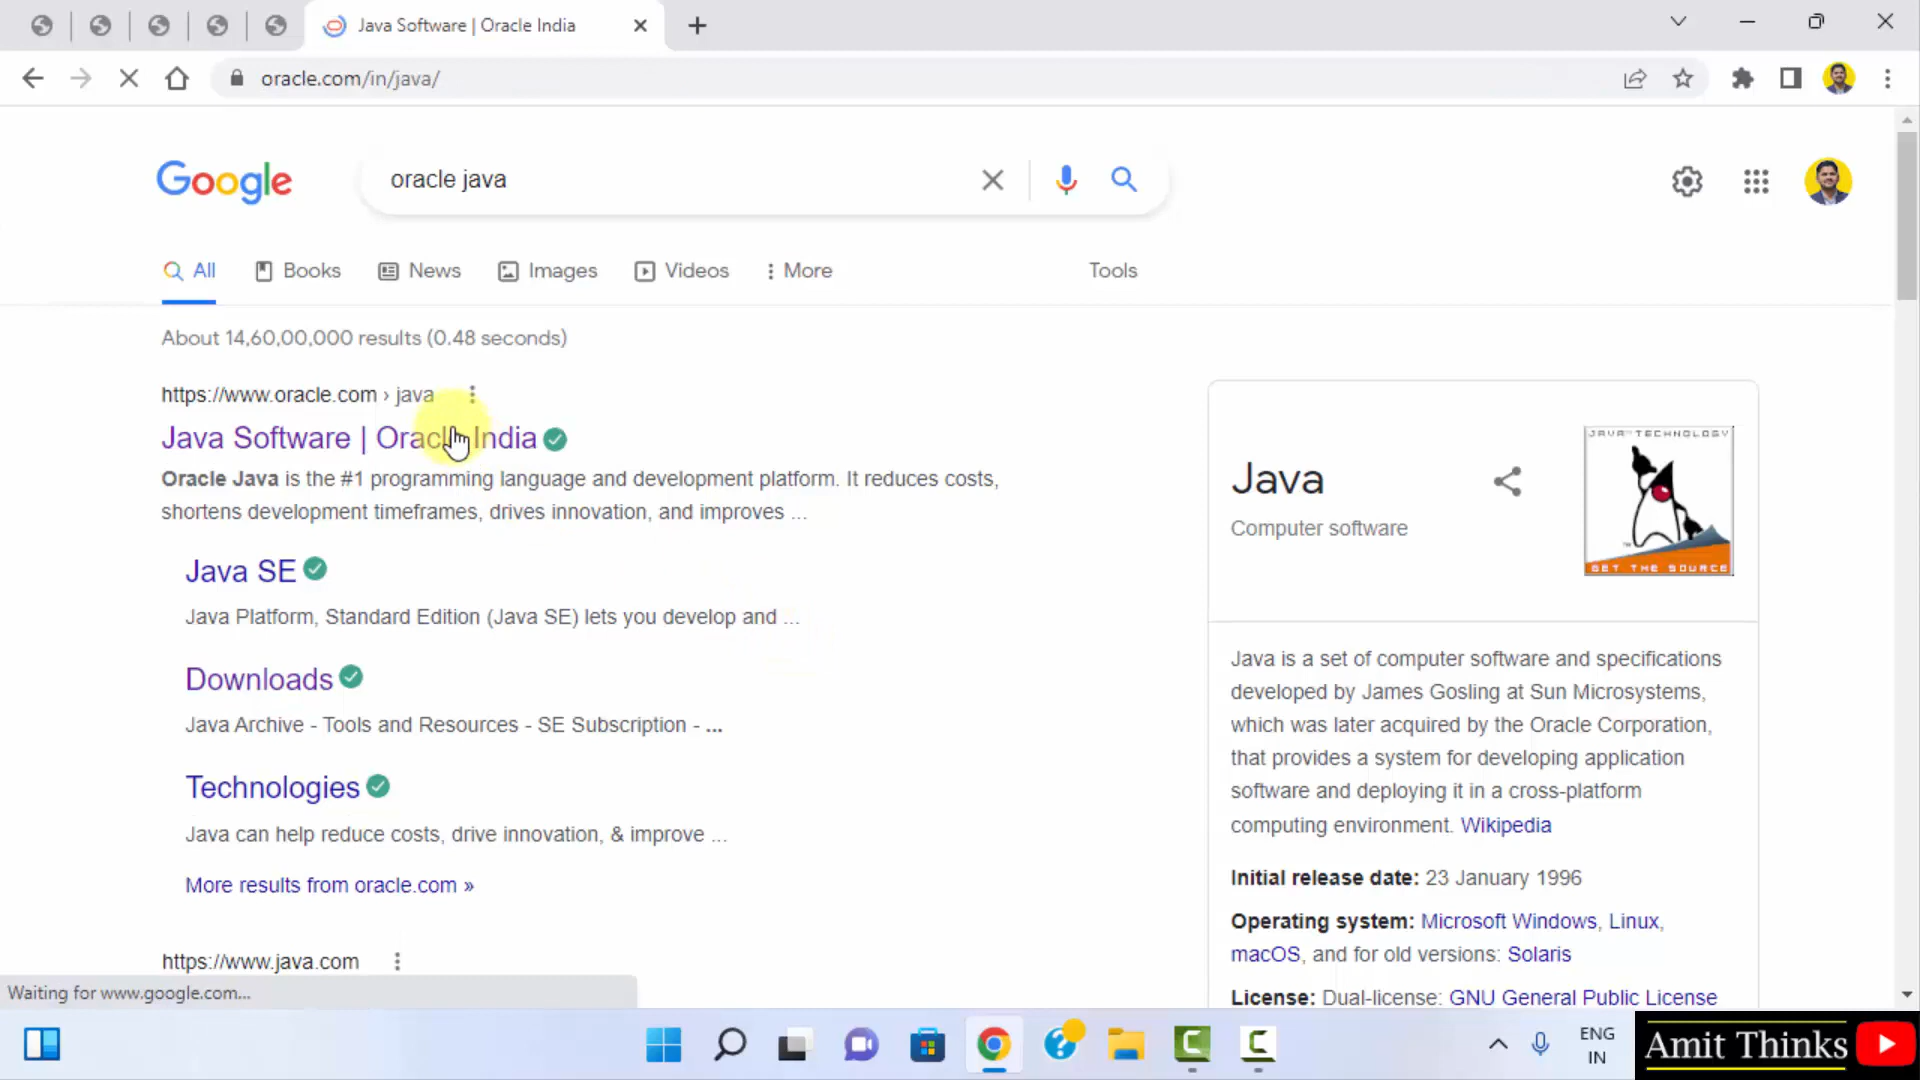 Java Software | Oracle India
oracle.com/in/java/
Google
oracle java
All
Books
News
Images
Videos
More
Tools
About 14,60,00,000 results (0.48 seconds)
https://www.oracle.com › java
Java Software | Oracle India
Oracle Java is the #1 programming language and development platform. It reduces costs,
shortens development timeframes, drives innovation, and improves ...
Java SE
Java Platform, Standard Edition (Java SE) lets you develop and ...
Downloads
Java Archive - Tools and Resources - SE Subscription - ...
Technologies
Java can help reduce costs, drive innovation, & improve ...
More results from oracle.com »
https://www.java.com
Java
Computer software
JAVA TECHNOLOGY
GET THE SOURCE
Java is a set of computer software and specifications
developed by James Gosling at Sun Microsystems,
which was later acquired by the Oracle Corporation,
that provides a system for developing application
software and deploying it in a cross-platform
computing environment. Wikipedia
Initial release date: 23 January 1996
Operating system: Microsoft Windows, Linux,
macOS, and for old versions: Solaris
License: Dual-license: GNU General Public License
Waiting for www.google.com...
ENG
IN
Amit Thinks